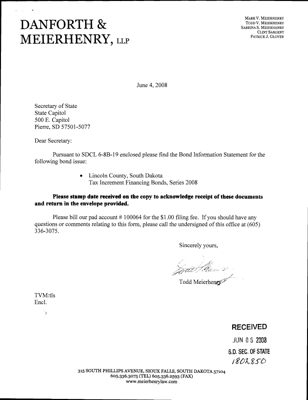 DANFORTH &
MEIERHENRY, LLP
MARK V. MEIERHENRY
TODD V. MEIERHENRY
SABRINA S. MEIERHENRY
CLINT SARGENT
PATRICK J. GLOVER
June 4, 2008
Secretary of State
State Capitol
500 E. Capitol
Pierre, SD 57501-5077
Dear Secretary:
Pursuant to SDCL 6-8B-19 enclosed please find the Bond Information Statement for the
following bond issue:
• Lincoln County, South Dakota
Tax Increment Financing Bonds, Series 2008
Please stamp date received on the copy to acknowledge receipt of these documents
and return in the envelope provided.
Please bill our pad account # 100064 for the $1.00 filing fee. If you should have any
questions or comments relating to this form, please call the undersigned of this office at (605)
336-3075.
Sincerely yours,
Todd Meierhenry
TVM:tls
Encl.
RECEIVED
JUN 05 2008
S.D. SEC. OF STATE
1802850
315 SOUTH PHILLIPS AVENUE, SIOUX FALLS, SOUTH DAKOTA 57104
605.336.3075 (TEL) 605.336.2593 (FAX)
www.meierhenrylaw.com